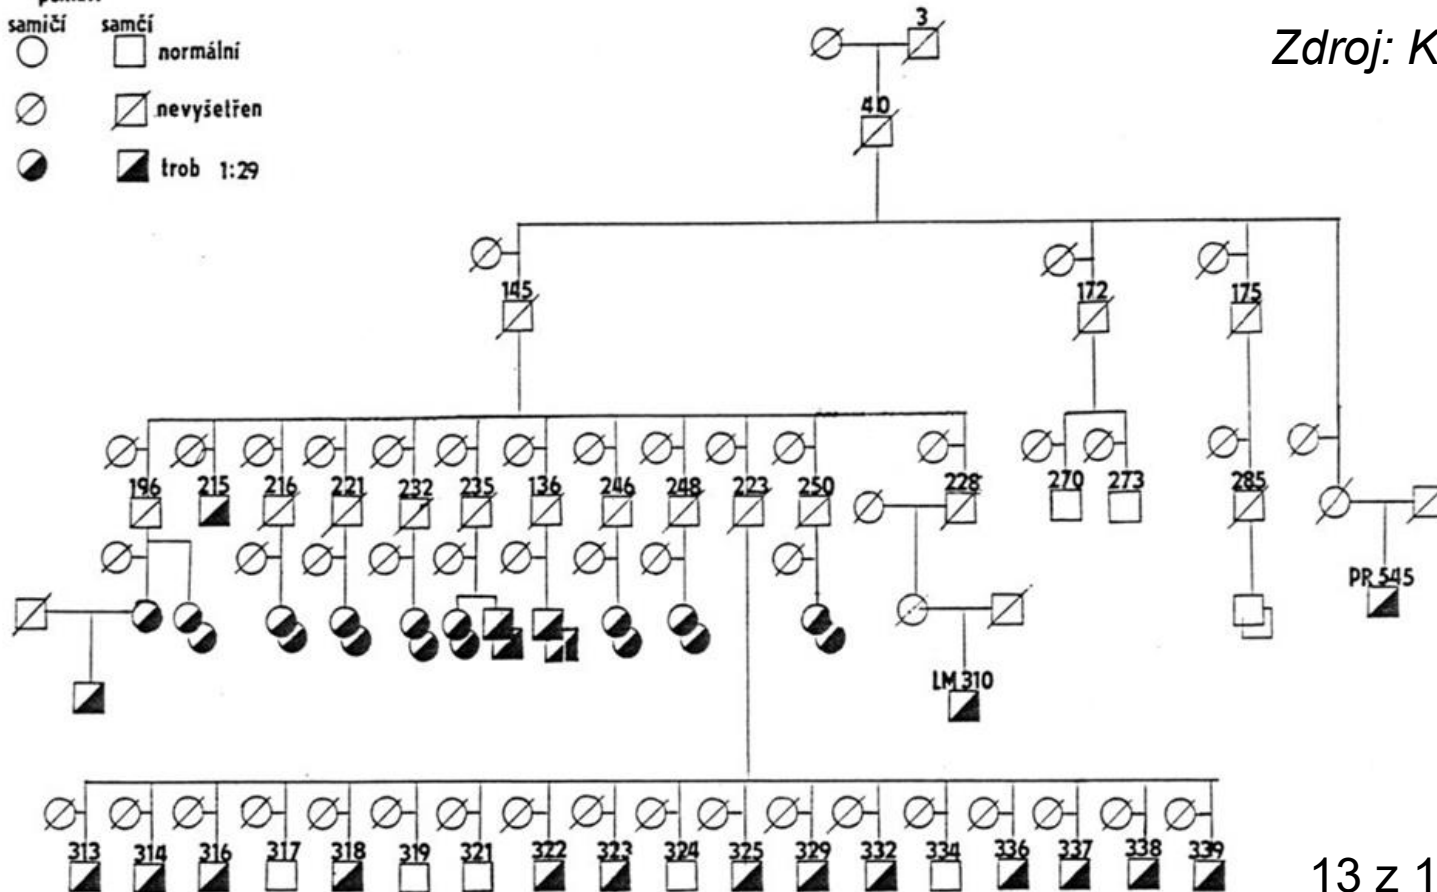 samičí samčí
normální
nevyšetřen
trob 1:29
Zdroj: K
3
40
145
172
175
196 215 216 221 232 235 136 246 248 223 250 228 270 273 285
PR 545
LM 310
313 314 316 317 318 319 321 322 323 324 325 329 332 334 336 337 338 339
13 z 1